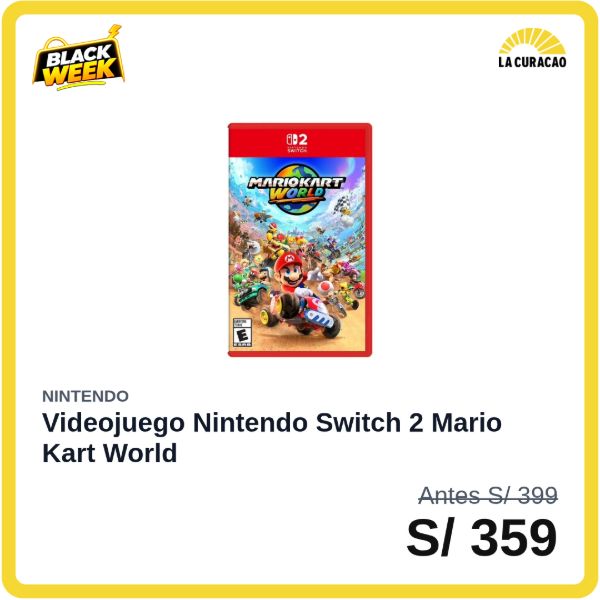 BLACK
WEEK
LA CURACAO
2
NINTENDO
SWITCH
MARIOKART
WORLD
E
NINTENDO
Videojuego Nintendo Switch 2 Mario
Kart World
Antes S/ 399
S/ 359